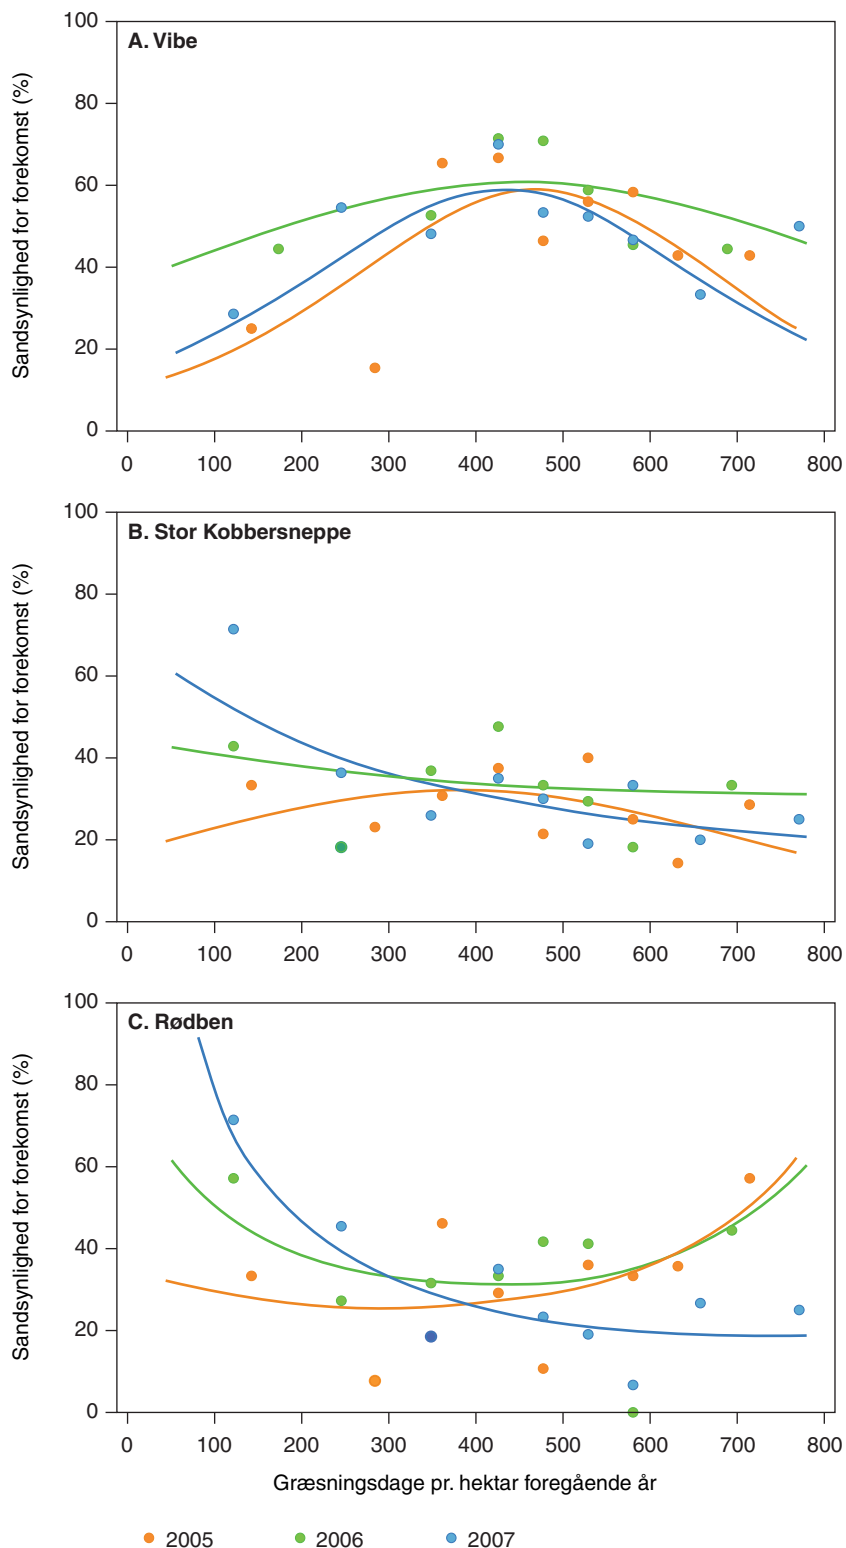 A. Vibe
Sandsynlighed for forekomst (%)
100
80
60
40
20
0
0 100 200 300 400 500 600 700 800
B. Stor Kobbersneppe
Sandsynlighed for forekomst (%)
100
80
60
40
20
0
0 100 200 300 400 500 600 700 800
C. Rødben
Sandsynlighed for forekomst (%)
100
80
60
40
20
0
0 100 200 300 400 500 600 700 800
Græsningsdage pr. hektar foregående år
2005 2006 2007